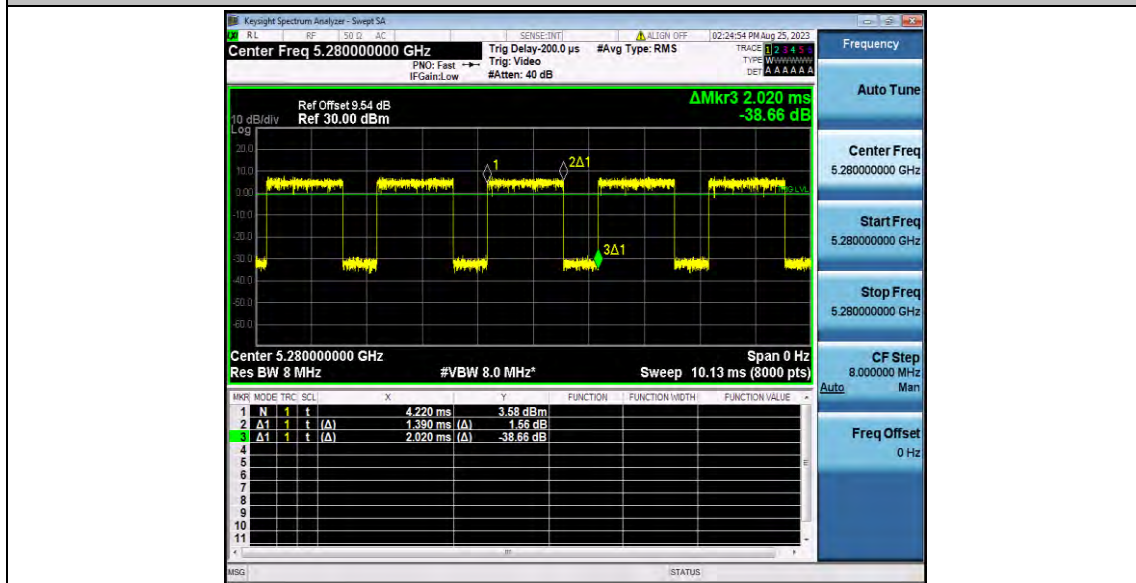 Keysight Spectrum Analyzer - Swept SA
RL RF 50 Ω AC SENSE:INT ALIGN OFF 02:24:54 PM Aug 25, 2023
Center Freq 5.280000000 GHz
PNO: Fast
IFGain:Low
Trig Delay-200.0 µs
Trig: Video
#Atten: 40 dB
#Avg Type: RMS
TRACE 1 2 3 4 5 6
TYPE W
DET A A A A A A
Frequency
ΔMkr3 2.020 ms
-38.66 dB
Ref Offset 9.54 dB
10 dB/div Ref 30.00 dBm
Log
20.0
10.0
0.00
-10.0
-20.0
-30.0
-40.0
-50.0
-60.0
1
2Δ1
3Δ1
TRIG LVL
Center 5.280000000 GHz Span 0 Hz
Res BW 8 MHz #VBW 8.0 MHz* Sweep 10.13 ms (8000 pts)
MKR MODE TRC SCL X Y FUNCTION FUNCTION WIDTH FUNCTION VALUE
1 N 1 t 4.220 ms 3.58 dBm
2 Δ1 1 t (Δ) 1.390 ms (Δ) 1.56 dB
3 Δ1 1 t (Δ) 2.020 ms (Δ) -38.66 dB
4
5
6
7
8
9
10
11
MSG STATUS
Auto Tune
Center Freq
5.280000000 GHz
Start Freq
5.280000000 GHz
Stop Freq
5.280000000 GHz
CF Step
8.000000 MHz
Auto Man
Freq Offset
0 Hz